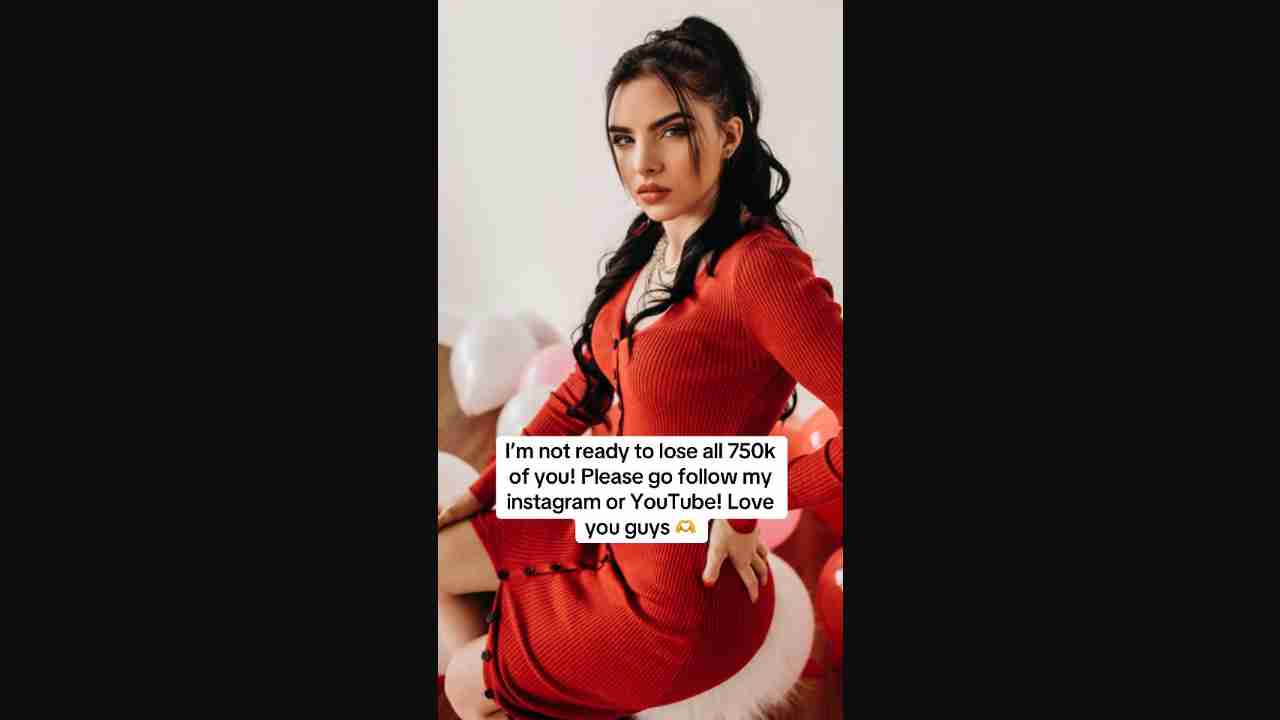 I’m not ready to lose all 750k
of you! Please go follow my
instagram or YouTube! Love
you guys 🫶